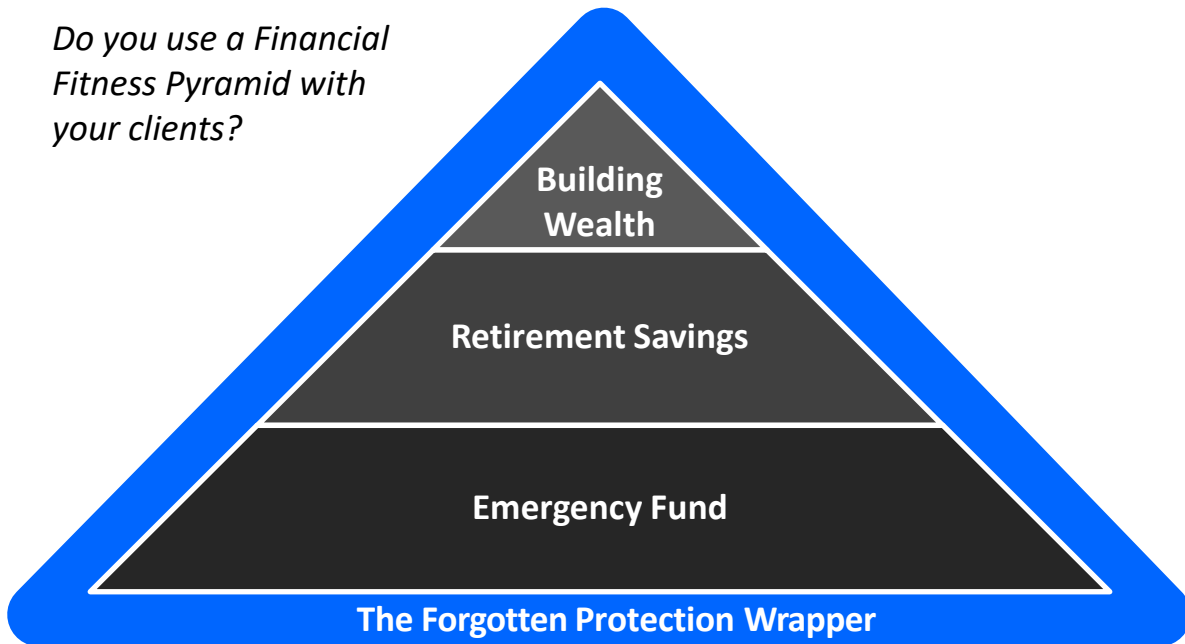 Do you use a Financial
Fitness Pyramid with
your clients?
Building
Wealth
Retirement Savings
Emergency Fund
The Forgotten Protection Wrapper